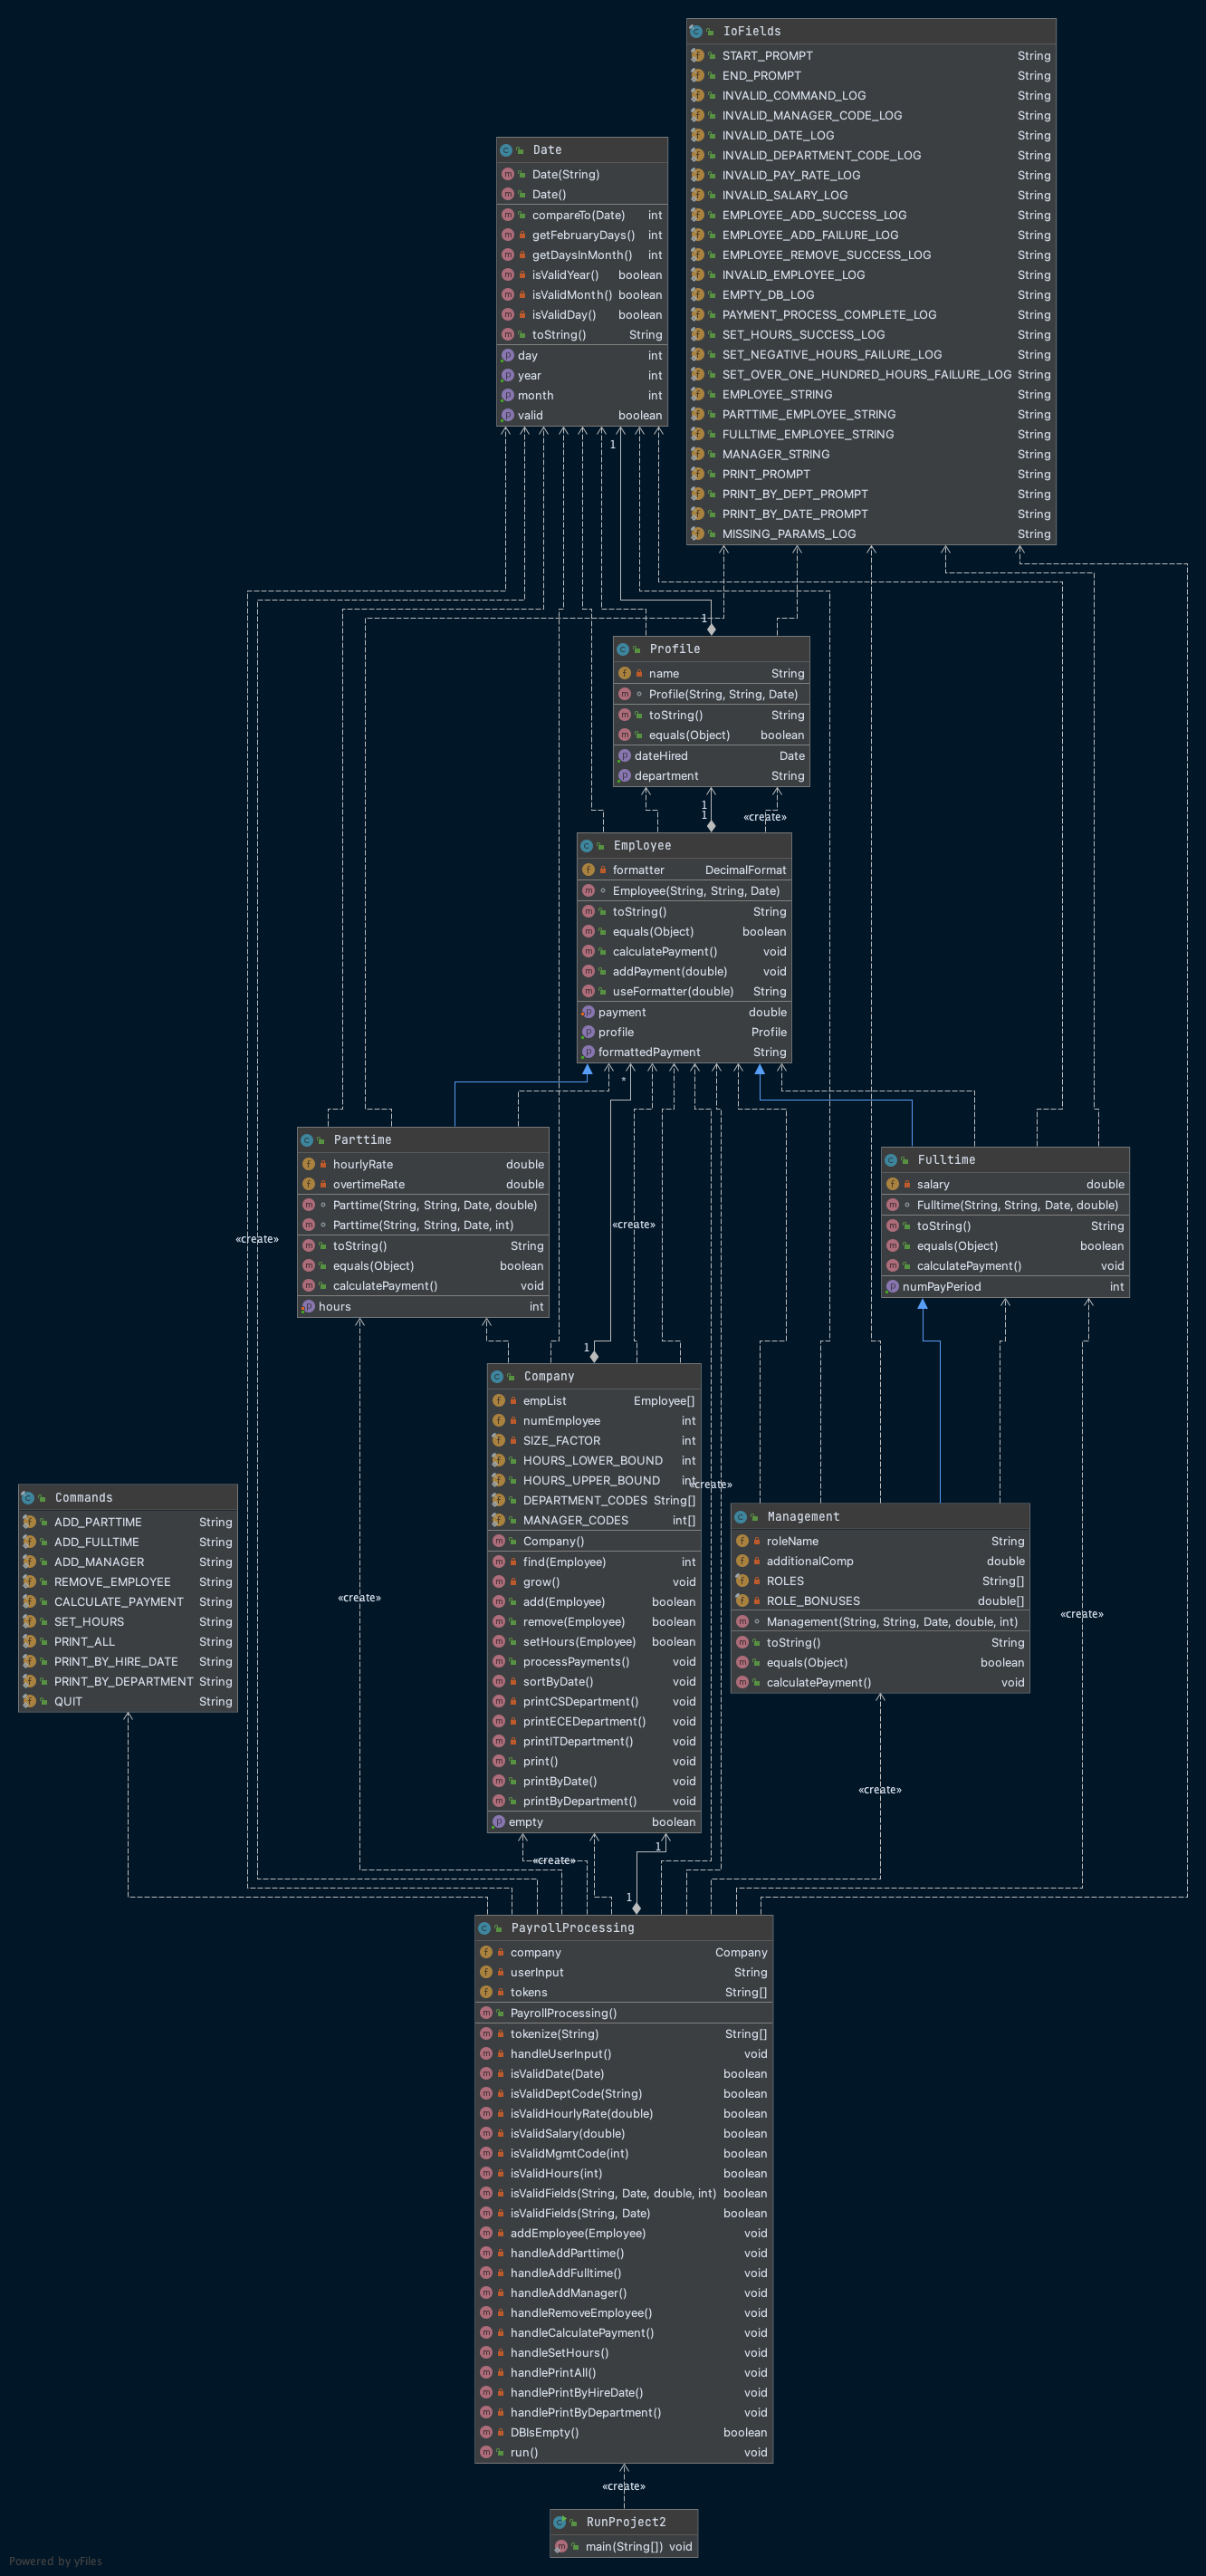 IoFields
START_PROMPT String
END_PROMPT String
INVALID_COMMAND_LOG String
INVALID_MANAGER_CODE_LOG String
INVALID_DATE_LOG String
INVALID_DEPARTMENT_CODE_LOG String
INVALID_PAY_RATE_LOG String
INVALID_SALARY_LOG String
EMPLOYEE_ADD_SUCCESS_LOG String
EMPLOYEE_ADD_FAILURE_LOG String
EMPLOYEE_REMOVE_SUCCESS_LOG String
INVALID_EMPLOYEE_LOG String
EMPTY_DB_LOG String
PAYMENT_PROCESS_COMPLETE_LOG String
SET_HOURS_SUCCESS_LOG String
SET_NEGATIVE_HOURS_FAILURE_LOG String
SET_OVER_ONE_HUNDRED_HOURS_FAILURE_LOG String
EMPLOYEE_STRING String
PARTTIME_EMPLOYEE_STRING String
FULLTIME_EMPLOYEE_STRING String
MANAGER_STRING String
PRINT_PROMPT String
PRINT_BY_DEPT_PROMPT String
PRINT_BY_DATE_PROMPT String
MISSING_PARAMS_LOG String
Date
Date(String)
Date()
compareTo(Date) int
getFebruaryDays() int
getDaysInMonth() int
isValidYear() boolean
isValidMonth() boolean
isValidDay() boolean
toString() String
day int
year int
month int
valid boolean
1
1
Profile
name String
Profile(String, String, Date)
toString() String
equals(Object) boolean
dateHired Date
department String
1
1
«create»
Employee
formatter DecimalFormat
Employee(String, String, Date)
toString() String
equals(Object) boolean
calculatePayment() void
addPayment(double) void
useFormatter(double) String
payment double
profile Profile
formattedPayment String
*
Parttime
hourlyRate double
overtimeRate double
Parttime(String, String, Date, double)
Parttime(String, String, Date, int)
toString() String
equals(Object) boolean
calculatePayment() void
hours int
Fulltime
salary double
Fulltime(String, String, Date, double)
toString() String
equals(Object) boolean
calculatePayment() void
numPayPeriod int
«create»
«create»
1
Company
empList Employee[]
numEmployee int
SIZE_FACTOR int
HOURS_LOWER_BOUND int
HOURS_UPPER_BOUND int
DEPARTMENT_CODES String[]
MANAGER_CODES int[]
Company()
find(Employee) int
grow() void
add(Employee) boolean
remove(Employee) boolean
setHours(Employee) boolean
processPayments() void
sortByDate() void
printCSDepartment() void
printECEDepartment() void
printITDepartment() void
print() void
printByDate() void
printByDepartment() void
empty boolean
«create»
Commands
ADD_PARTTIME String
ADD_FULLTIME String
ADD_MANAGER String
REMOVE_EMPLOYEE String
CALCULATE_PAYMENT String
SET_HOURS String
PRINT_ALL String
PRINT_BY_HIRE_DATE String
PRINT_BY_DEPARTMENT String
QUIT String
Management
roleName String
additionalComp double
ROLES String[]
ROLE_BONUSES double[]
Management(String, String, Date, double, int)
toString() String
equals(Object) boolean
calculatePayment() void
«create»
«create»
«create»
«create»
1
1
PayrollProcessing
company Company
userInput String
tokens String[]
PayrollProcessing()
tokenize(String) String[]
handleUserInput() void
isValidDate(Date) boolean
isValidDeptCode(String) boolean
isValidHourlyRate(double) boolean
isValidSalary(double) boolean
isValidMgmtCode(int) boolean
isValidHours(int) boolean
isValidFields(String, Date, double, int) boolean
isValidFields(String, Date) boolean
addEmployee(Employee) void
handleAddParttime() void
handleAddFulltime() void
handleAddManager() void
handleRemoveEmployee() void
handleCalculatePayment() void
handleSetHours() void
handlePrintAll() void
handlePrintByHireDate() void
handlePrintByDepartment() void
DBIsEmpty() boolean
run() void
«create»
RunProject2
main(String[]) void
Powered by yFiles